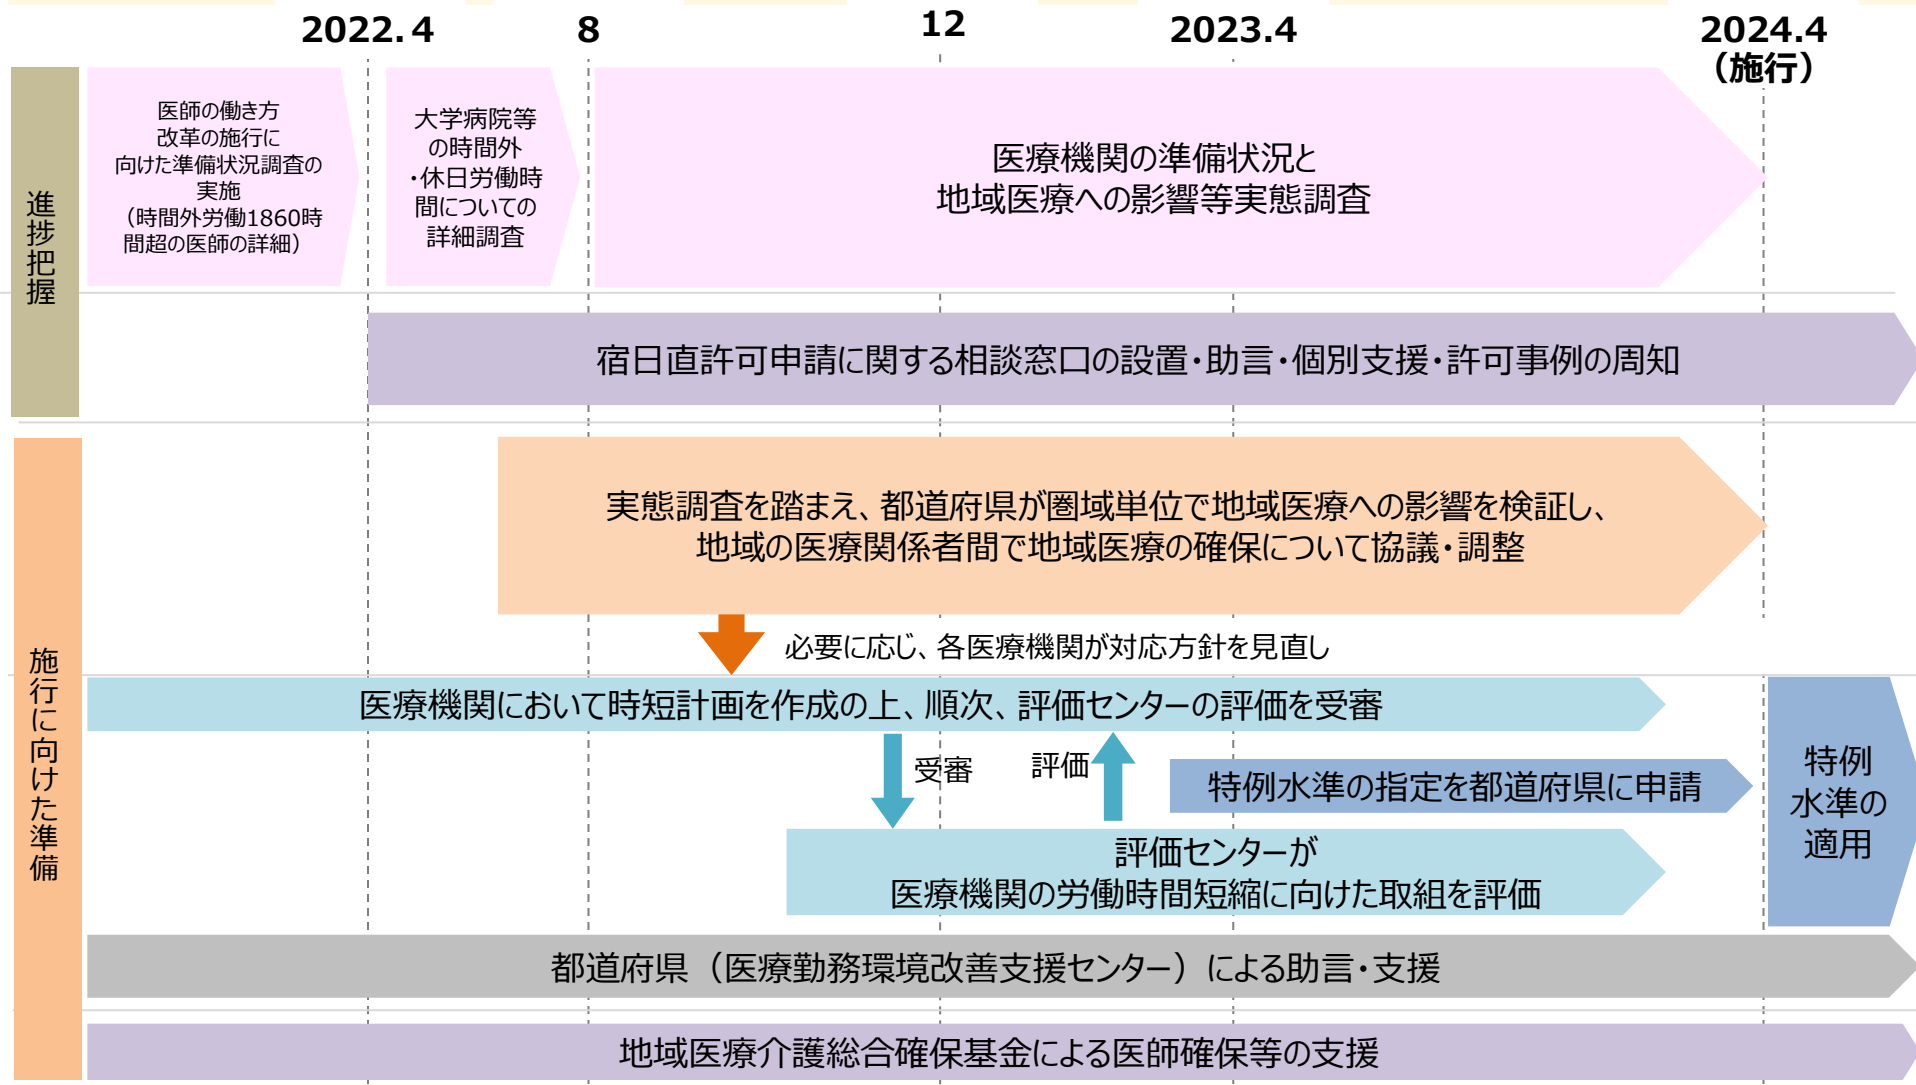 2022.4
8
12
2023.4
2024.4
（施行）
進捗把握
医師の働き方
改革の施行に
向けた準備状況調査の
実施
（時間外労働1860時
間超の医師の詳細）
大学病院等
の時間外
・休日労働時
間についての
詳細調査
医療機関の準備状況と
地域医療への影響等実態調査
宿日直許可申請に関する相談窓口の設置・助言・個別支援・許可事例の周知
施行に向けた準備
実態調査を踏まえ、都道府県が圏域単位で地域医療への影響を検証し、
地域の医療関係者間で地域医療の確保について協議・調整
必要に応じ、各医療機関が対応方針を見直し
医療機関において時短計画を作成の上、順次、評価センターの評価を受審
受審
評価
特例水準の指定を都道府県に申請
特例
水準の
適用
評価センターが
医療機関の労働時間短縮に向けた取組を評価
都道府県（医療勤務環境改善支援センター）による助言・支援
地域医療介護総合確保基金による医師確保等の支援